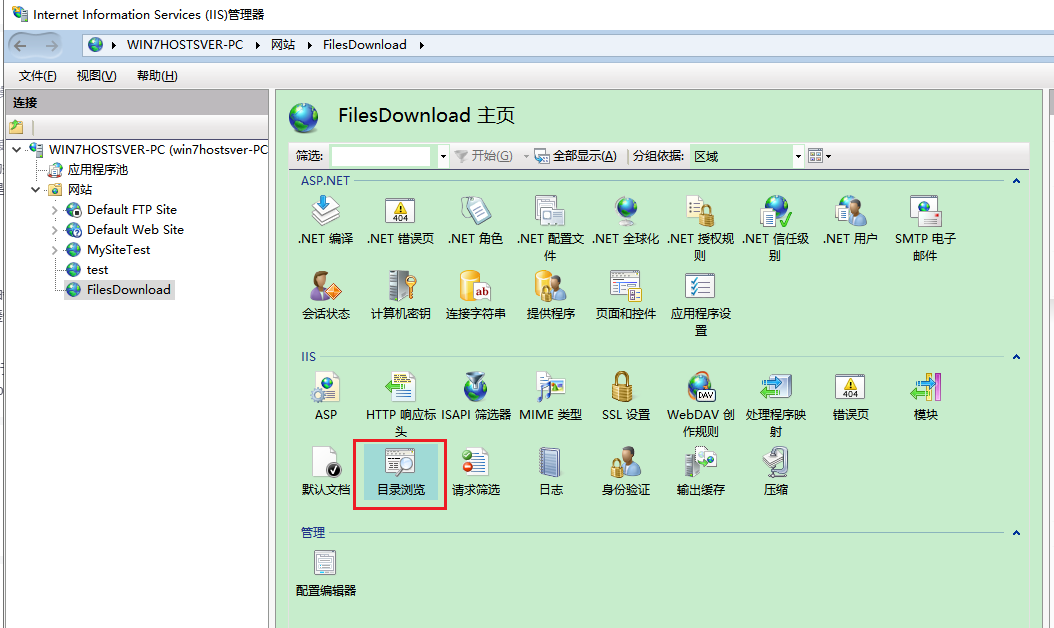 Internet Information Services (IIS)管理器
WIN7HOSTSVER-PC
网站
FilesDownload
文件(F)
视图(V)
帮助(H)
连接
WIN7HOSTSVER-PC (win7hostsver-PC
应用程序池
网站
Default FTP Site
Default Web Site
MySiteTest
test
FilesDownload
FilesDownload 主页
筛选:
开始(G)
全部显示(A)
分组依据:
区域
ASP.NET
.NET 编译
.NET 错误页
404
.NET 角色
.NET 配置文
件
.NET 全球化
.NET 授权规
则
.NET 信任级
别
.NET 用户
SMTP 电子
邮件
会话状态
计算机密钥
连接字符串
ab
提供程序
页面和控件
应用程序设
置
IIS
ASP
HTTP 响应标
头
ISAPI 筛选器
MIME 类型
SSL 设置
WebDAV 创
作规则
DAV
处理程序映
射
错误页
404
模块
默认文档
目录浏览
请求筛选
日志
身份验证
输出缓存
压缩
管理
配置编辑器